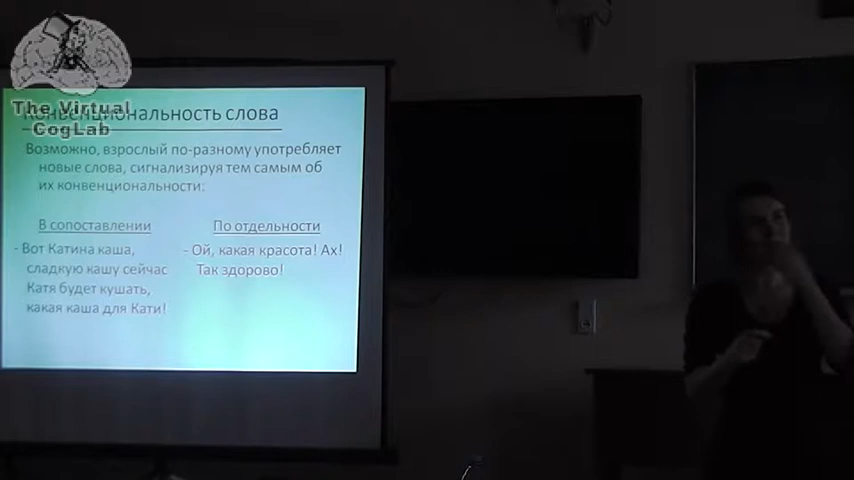 The Virtual
CogLab
Конвенциональность слова
Возможно, взрослый по-разному употребляет
новые слова, сигнализируя тем самым об
их конвенциональности:
В сопоставлении
- Вот Катина каша,
сладкую кашу сейчас
Катя будет кушать,
какая каша для Кати!
По отдельности
- Ой, какая красота! Ах!
Так здорово!